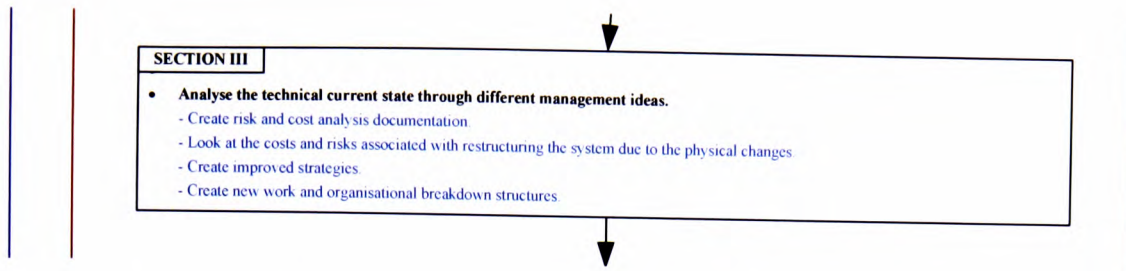 SECTION III
• Analyse the technical current state through different management ideas.
- Create risk and cost analysis documentation.
- Look at the costs and risks associated with restructuring the system due to the physical changes.
- Create improved strategies.
- Create new work and organisational breakdown structures.